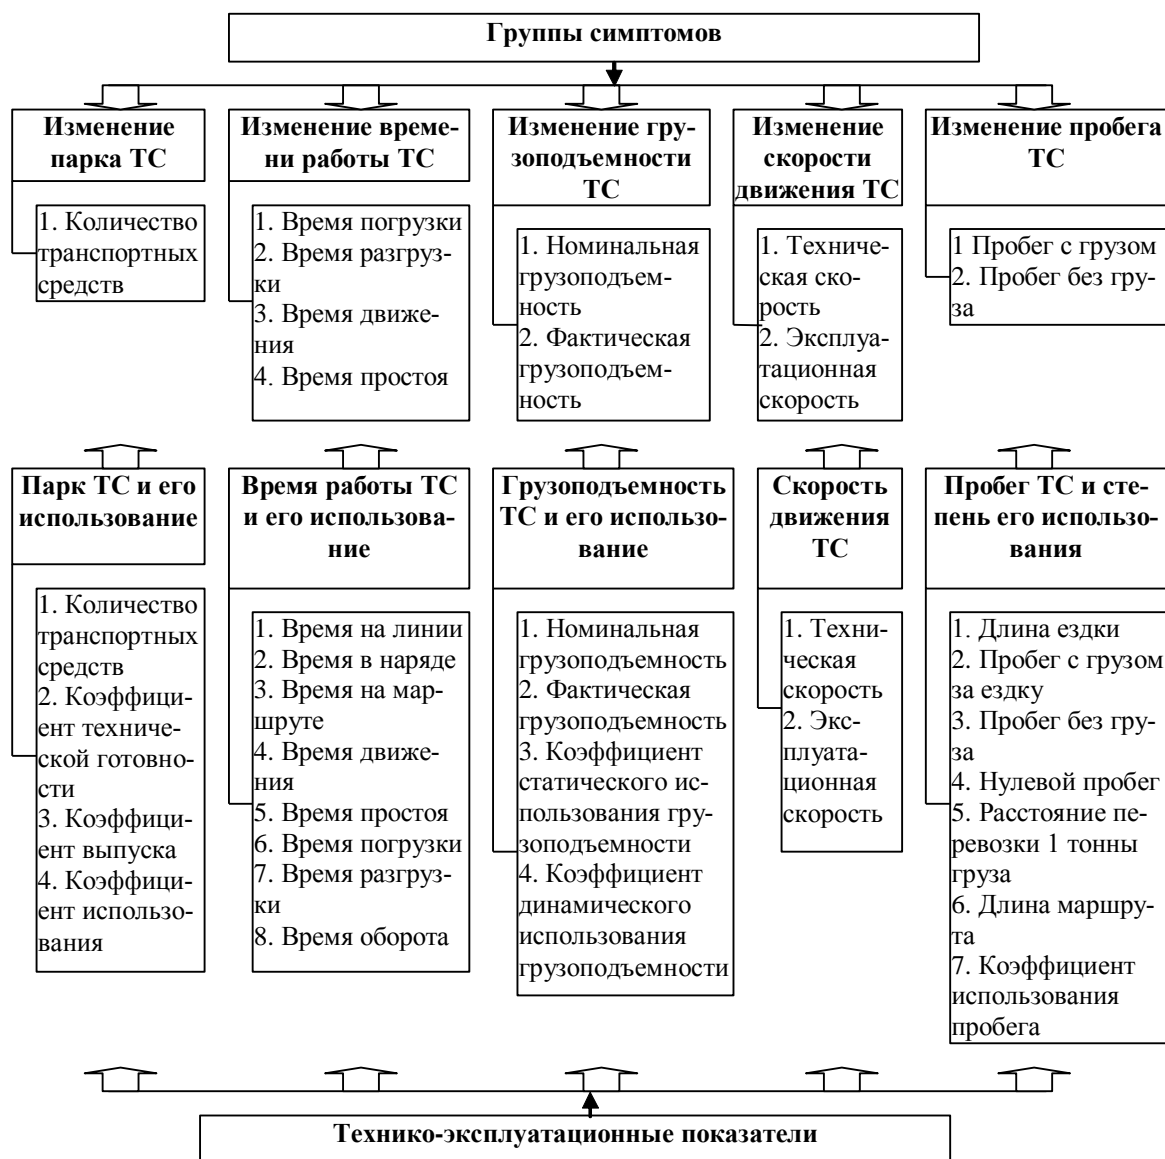 Группы симптомов
Изменение
парка ТС
1. Количество
транспортных
средств
Изменение време-
ни работы ТС
1. Время погрузки
2. Время разгруз-
ки
3. Время движе-
ния
4. Время простоя
Изменение гру-
зоподъемности
ТС
1. Номинальная
грузоподъем-
ность
2. Фактическая
грузоподъем-
ность
Изменение
скорости
движения ТС
1. Техниче-
ская ско-
рость
2. Эксплуа-
тационная
скорость
Изменение пробега
ТС
1 Пробег с грузом
2. Пробег без гру-
за
Парк ТС и его
использование
1. Количество
транспортных
средств
2. Коэффици-
ент техниче-
ской готовно-
сти
3. Коэффици-
ент выпуска
4. Коэффици-
ент использо-
вания
Время работы ТС
и его использова-
ние
1. Время на линии
2. Время в наряде
3. Время на мар-
шруте
4. Время движе-
ния
5. Время простоя
6. Время погрузки
7. Время разгруз-
ки
8. Время оборота
Грузоподъемность
ТС и его использо-
вание
1. Номинальная
грузоподъемность
2. Фактическая
грузоподъемность
3. Коэффициент
статического ис-
пользования гру-
зоподъемности
4. Коэффициент
динамического
использования
грузоподъемности
Скорость
движения
ТС
1. Техни-
ческая
скорость
2. Экс-
плуата-
ционная
скорость
Пробег ТС и сте-
пень его использо-
вания
1. Длина ездки
2. Пробег с грузом
за ездку
3. Пробег без гру-
за
4. Нулевой пробег
5. Расстояние пе-
ревозки 1 тонны
груза
6. Длина маршру-
та
7. Коэффициент
использования
пробега
Технико-эксплуатационные показатели